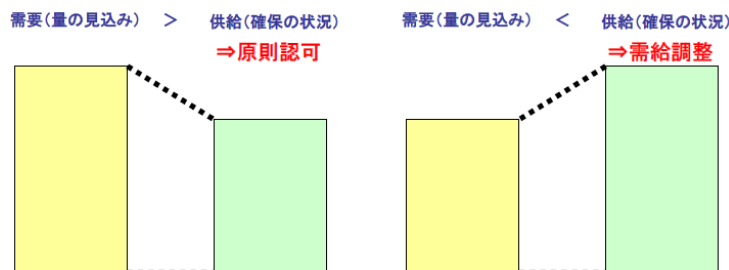 需要(量の見込み) > 供給(確保の状況)
⇒原則認可
需要(量の見込み) < 供給(確保の状況)
⇒需給調整